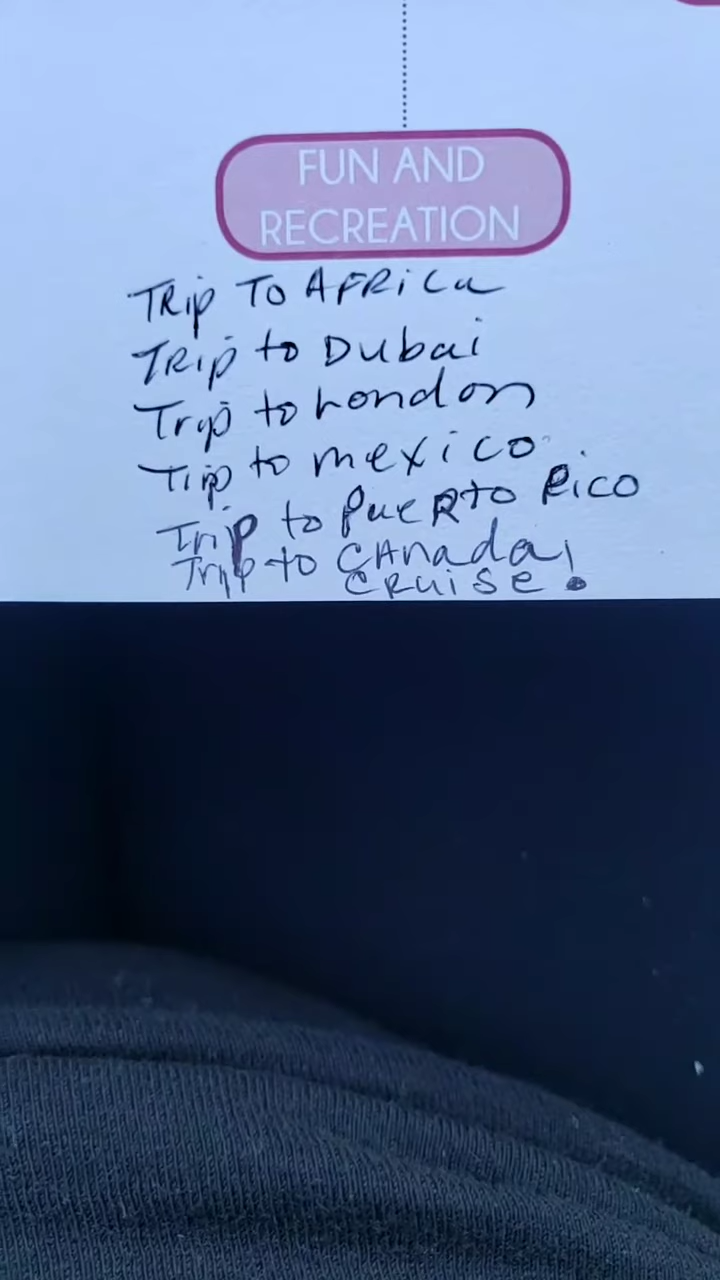 FUN AND
RECREATION
TRip To AFRiCa
TRip to Dubai
Trip to London
Trip to mexico
Trip to PueRto Rico
Trip to CANada
CRuise!